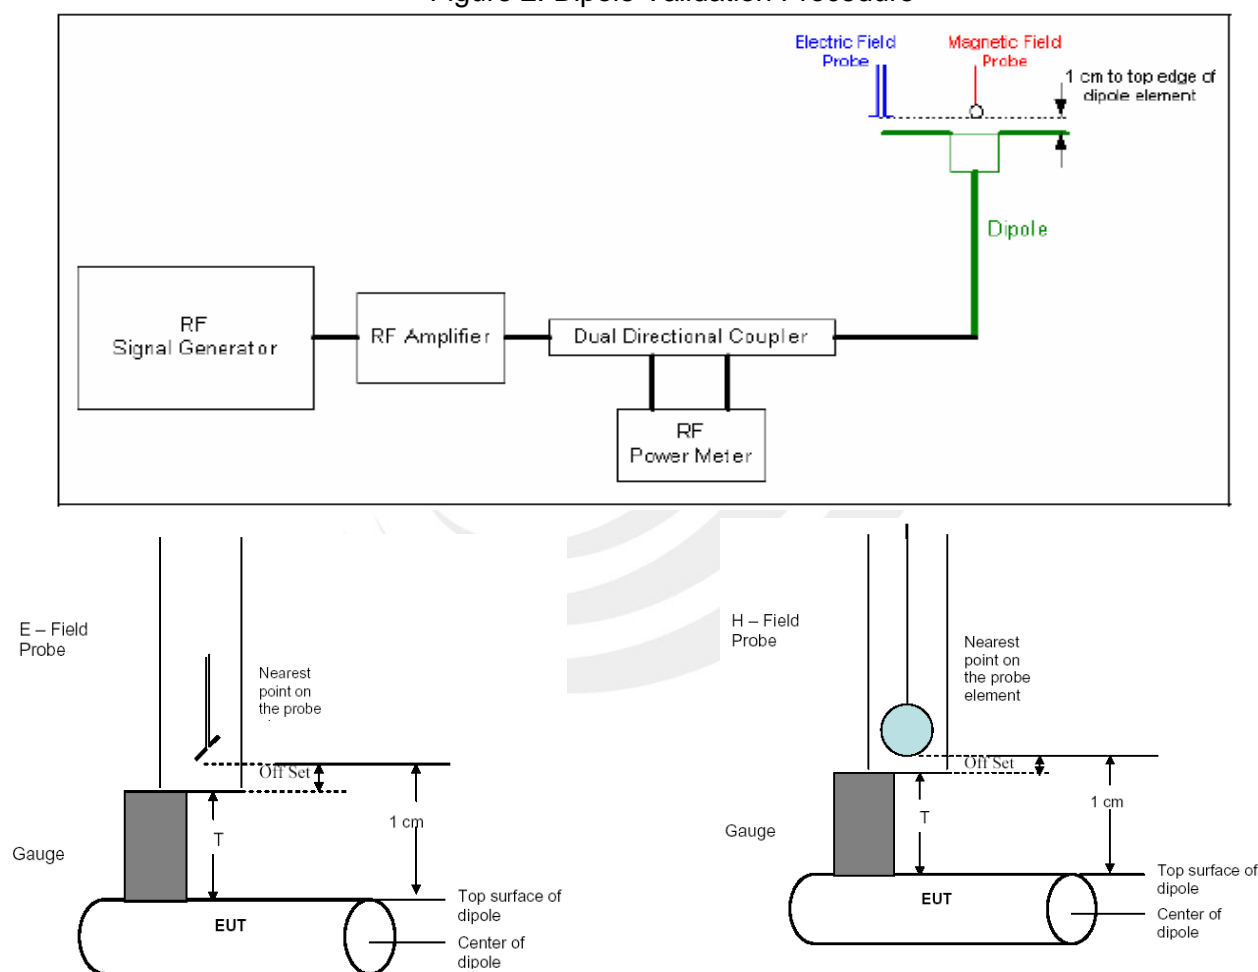 Figure 2: Dipole Validation Procedure
Electric Field
Probe
Magnetic Field
Probe
1 cm to top edge of
dipole element
Dipole
RF
Signal Generator
RF Amplifier
Dual Directional Coupler
RF
Power Meter
E – Field
Probe
Nearest
point on
the probe
Off Set
T
1 cm
Gauge
EUT
Top surface of
dipole
Center of
dipole
H – Field
Probe
Nearest
point on
the probe
element
Off Set
T
1 cm
Gauge
EUT
Top surface of
dipole
Center of
dipole